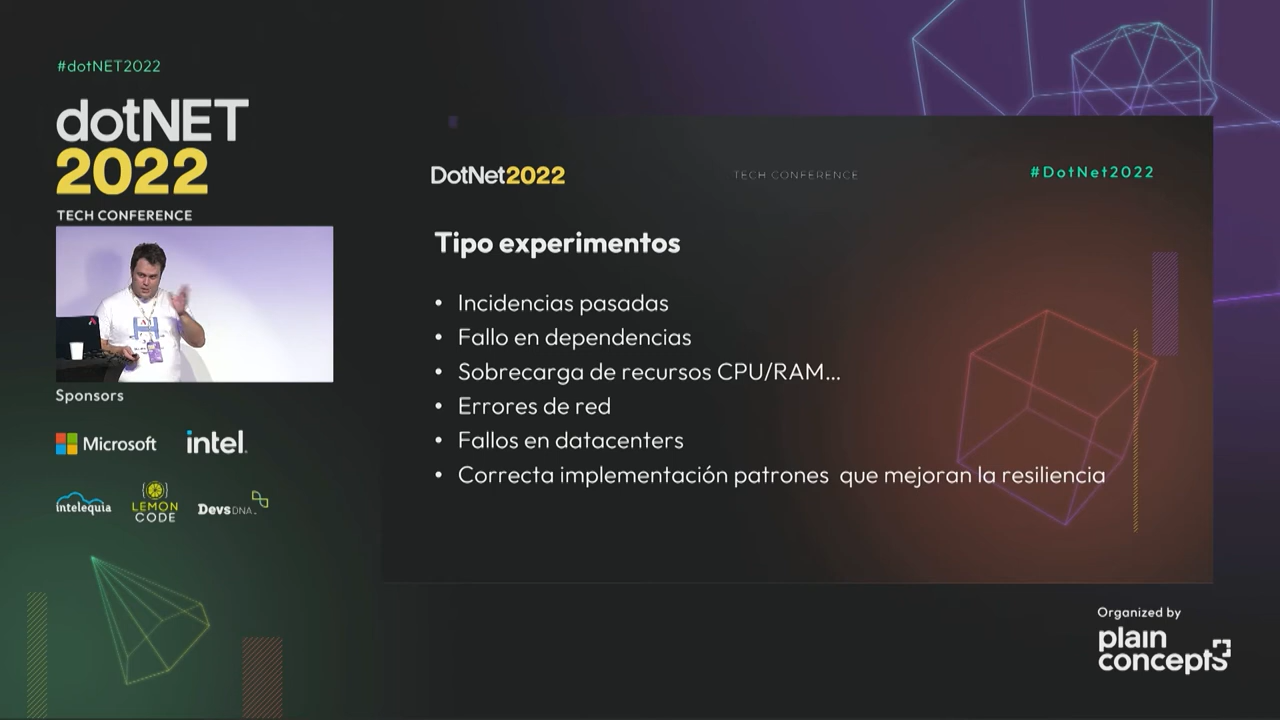 #dotNET2022
dotNET
2022
TECH CONFERENCE
Sponsors
Microsoft
intel.
intelequia
LEMON
CODE
DevsDNA
DotNet2022
TECH CONFERENCE
#DotNet2022
Tipo experimentos
• Incidencias pasadas
• Fallo en dependencias
• Sobrecarga de recursos CPU/RAM...
• Errores de red
• Fallos en datacenters
• Correcta implementación patrones  que mejoran la resiliencia
Organized by
plain
concepts